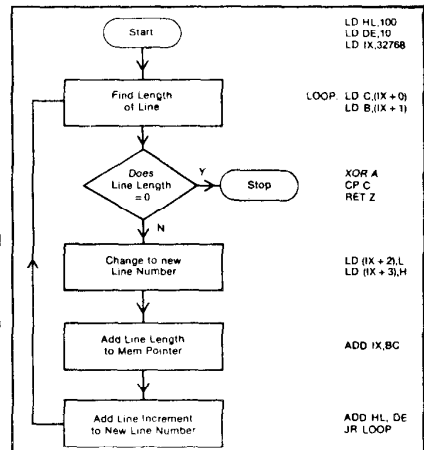 Start
LD HL,100
LD DE,10
LD IX,32768
Find Length
of Line
LOOP. LD C,(IX + 0)
LD B,(IX + 1)
Does
Line Length
= 0
Y
Stop
XOR A
CP C
RET Z
N
Change to new
Line Number
LD (IX + 2),L
LD (IX + 3),H
Add Line Length
to Mem Pointer
ADD IX,BC
Add Line Increment
to New Line Number
ADD HL, DE
JR LOOP